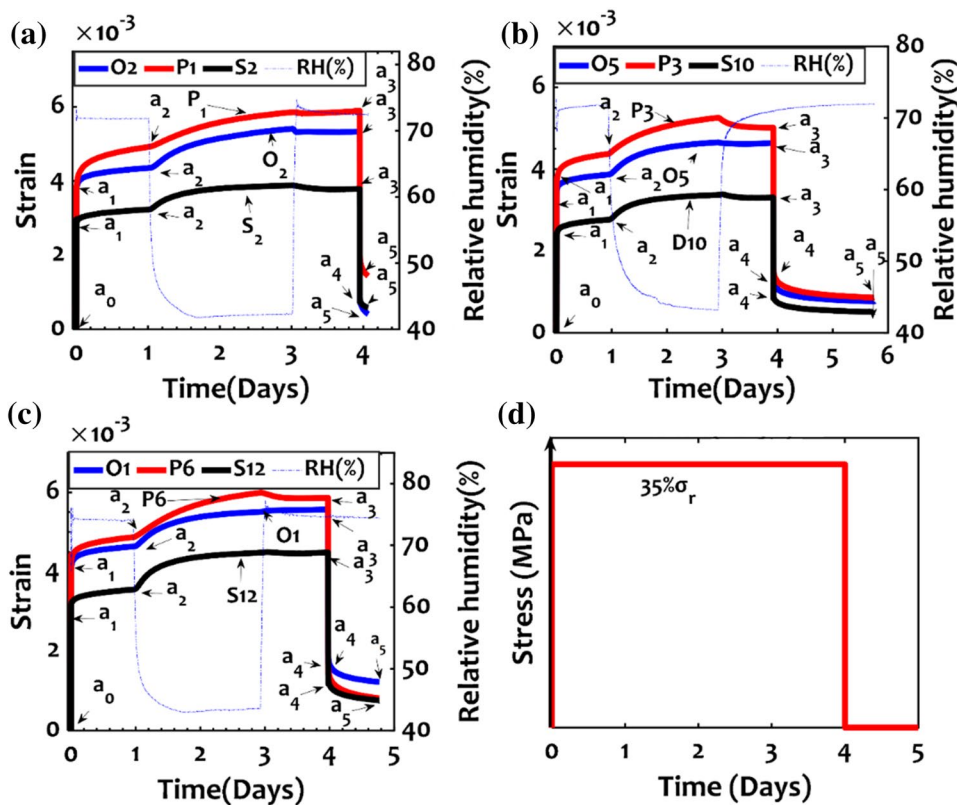 (a)
×10⁻³
O2 P1 S2 RH(%)
80
70
60
50
40
Relative humidity(%)
6
4
2
0
Strain
a₂
P₁
a₃
a₃
O₂
a₁
a₂
a₃
a₁
a₂
S₂
a₅
a₄
a₅
a₀
a₅
0 1 2 3 4
Time(Days)
(b)
×10⁻³
O5 P3 S10 RH(%)
80
70
60
50
40
Relative humidity(%)
6
4
2
0
Strain
a₂
P3
a₃
a₃
a₁
a₁
a₂
O5
a₁
a₂
D10
a₃
a₄
a₄
a₅
a₅
a₀
0 1 2 3 4 5 6
Time(Days)
(c)
×10⁻³
O1 P6 S12 RH(%)
80
70
60
50
40
Relative humidity(%)
6
4
2
0
Strain
a₂
P6
a₃
O1
a₁
a₂
a₃
a₃
a₁
a₂
S12
a₄
a₄
a₅
a₄
a₅
a₀
0 1 2 3 4 5
Time(Days)
(d)
35%σᵣ
Stress (MPa)
0 1 2 3 4 5
Time (Days)